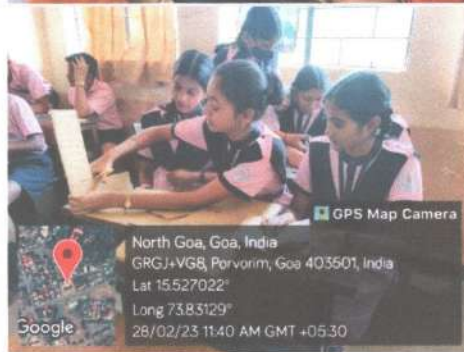 GPS Map Camera
North Goa, Goa, India
GRGJ+VG8, Porvorim, Goa 403501, India
Lat 15.527022°
Long 73.83129°
28/02/23 11:40 AM GMT +05:30
Google